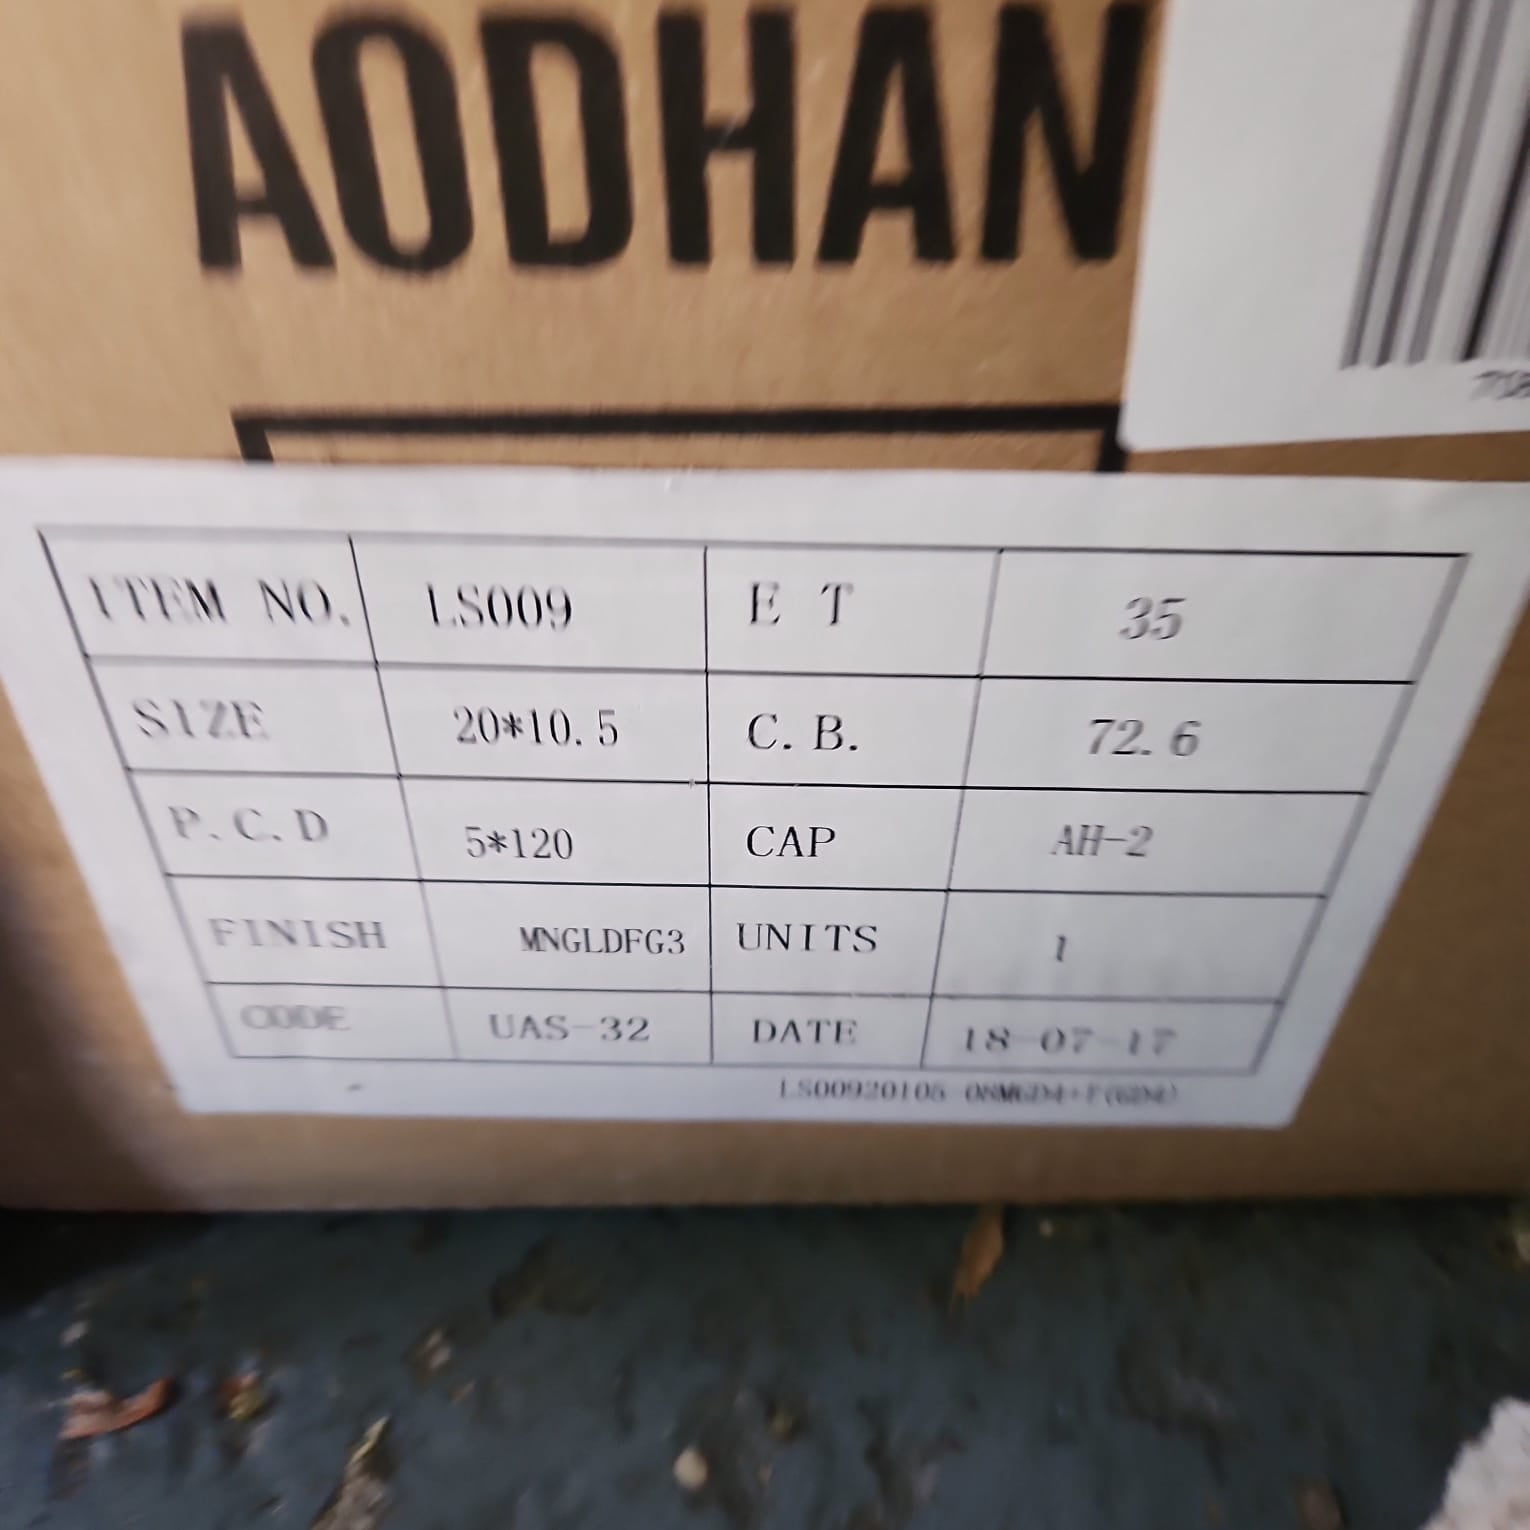 AODHAN
ITEM NO. LS009 E T 35
SIZE 20*10.5 C.B. 72.6
P.C.D 5*120 CAP AH-2
FINISH MNGLDFG3 UNITS 1
CODE UAS-32 DATE 18-07-17